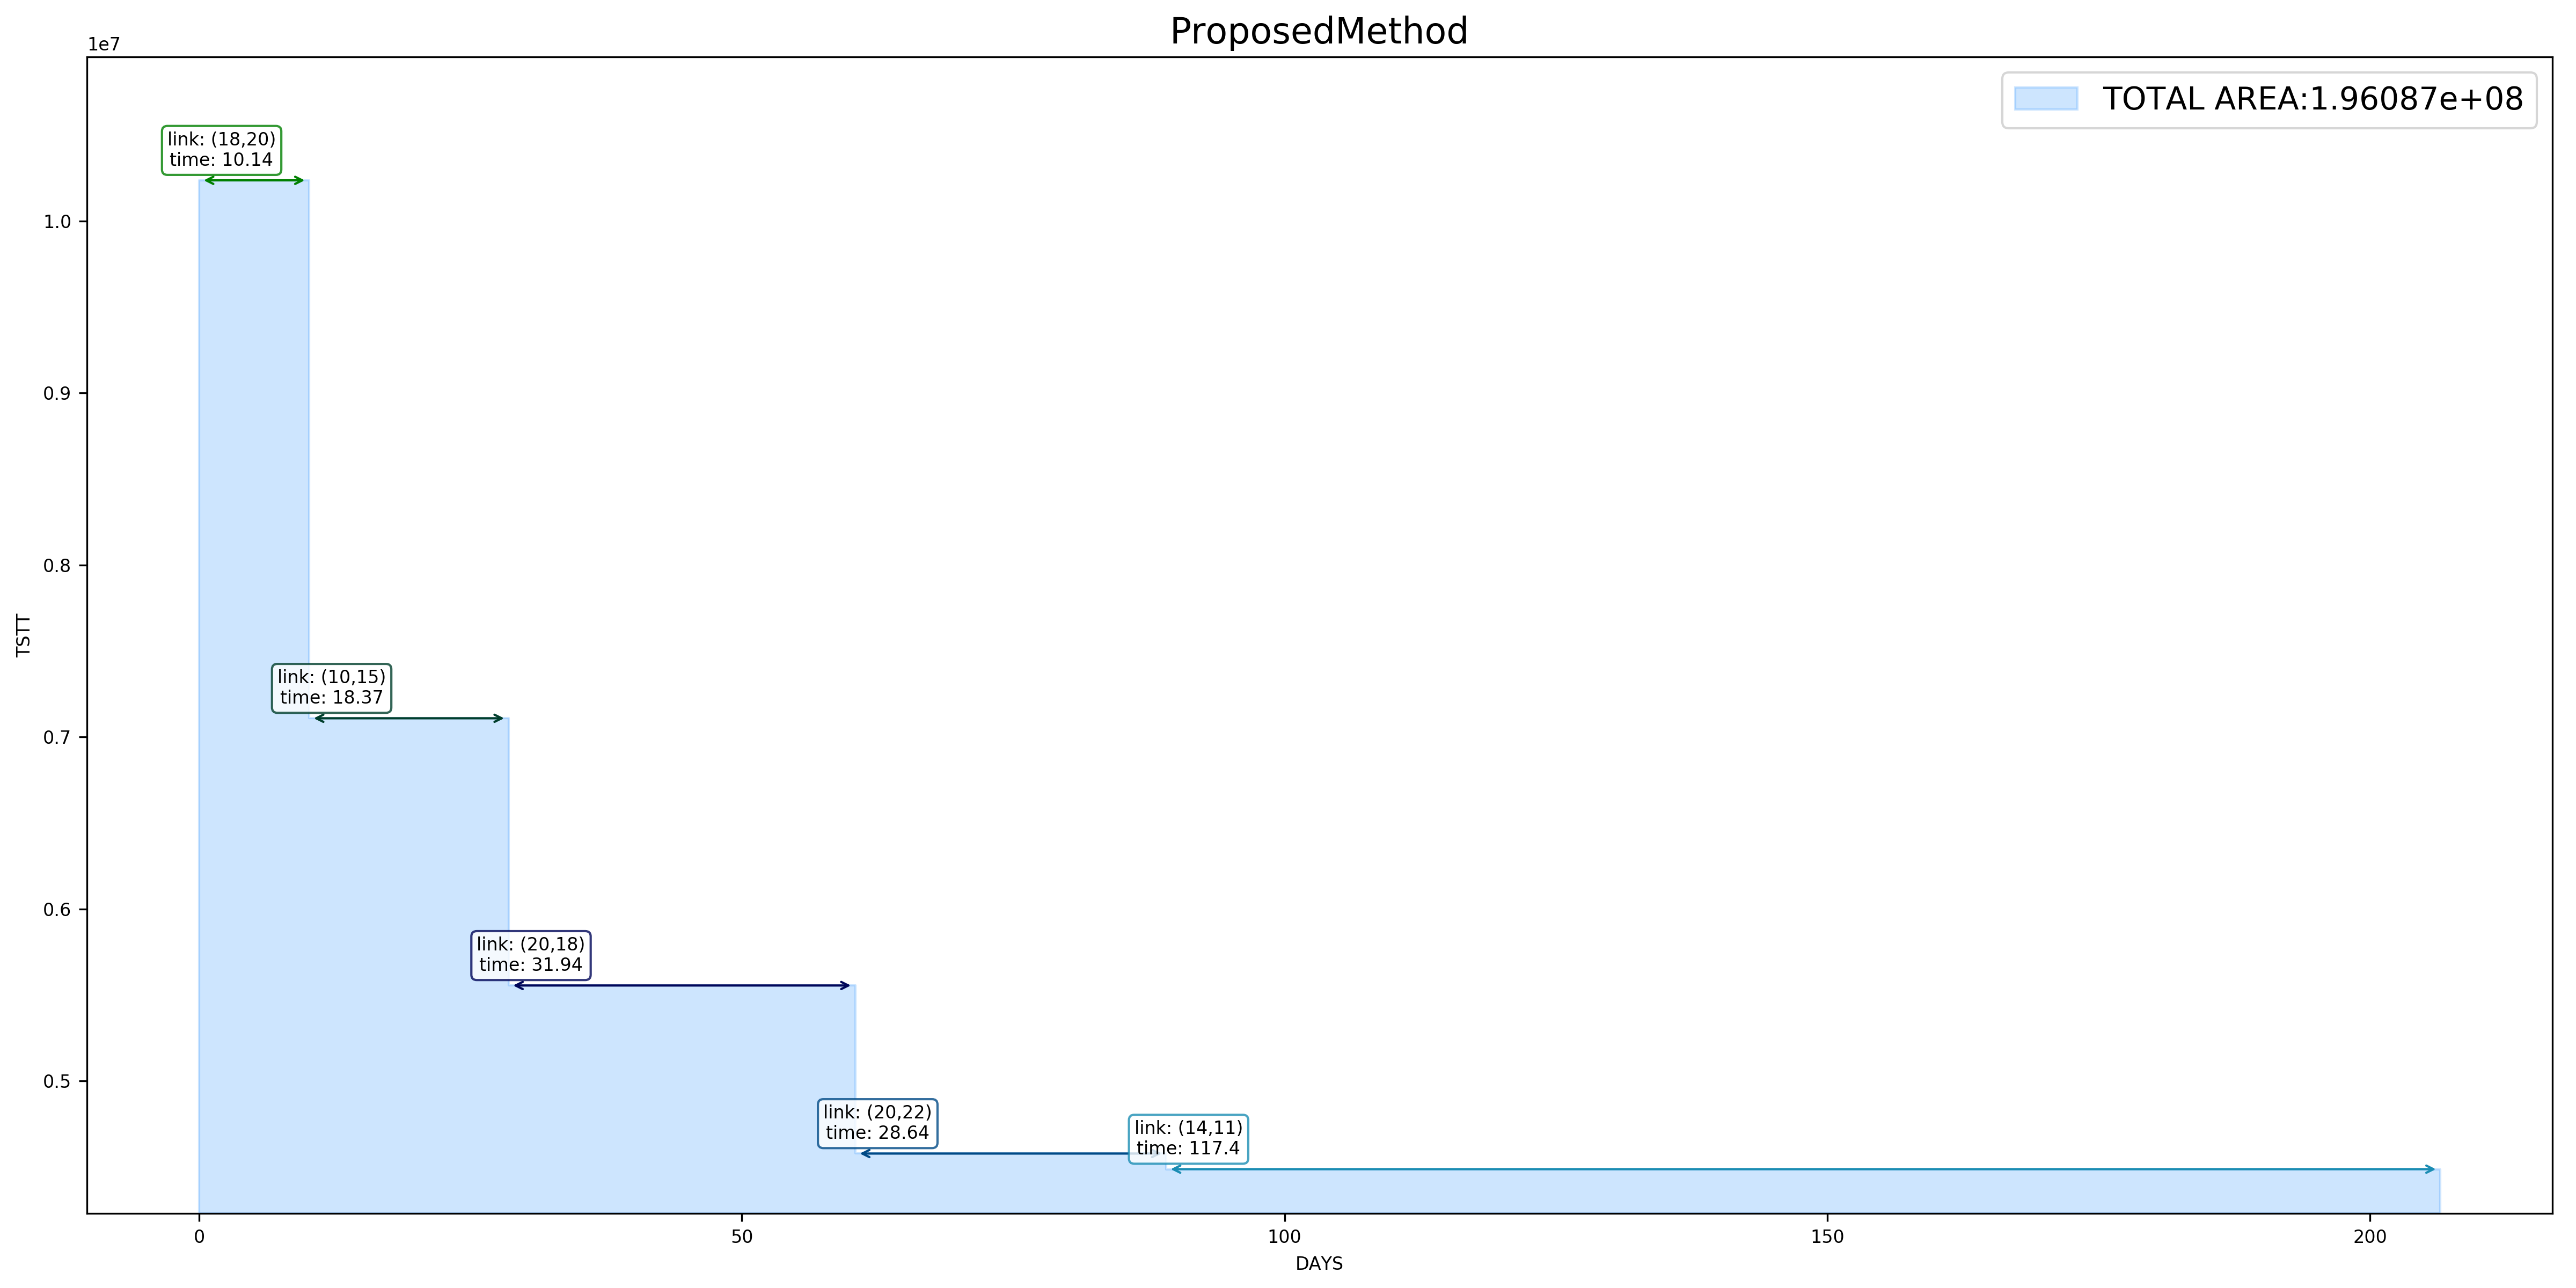 ProposedMethod
1e7
TOTAL AREA:1.96087e+08
link: (18,20)
time: 10.14
1.0
0.9
0.8
TSTT
link: (10,15)
time: 18.37
0.7
0.6
link: (20,18)
time: 31.94
0.5
link: (20,22)
time: 28.64
link: (14,11)
time: 117.4
0
50
100
150
200
DAYS